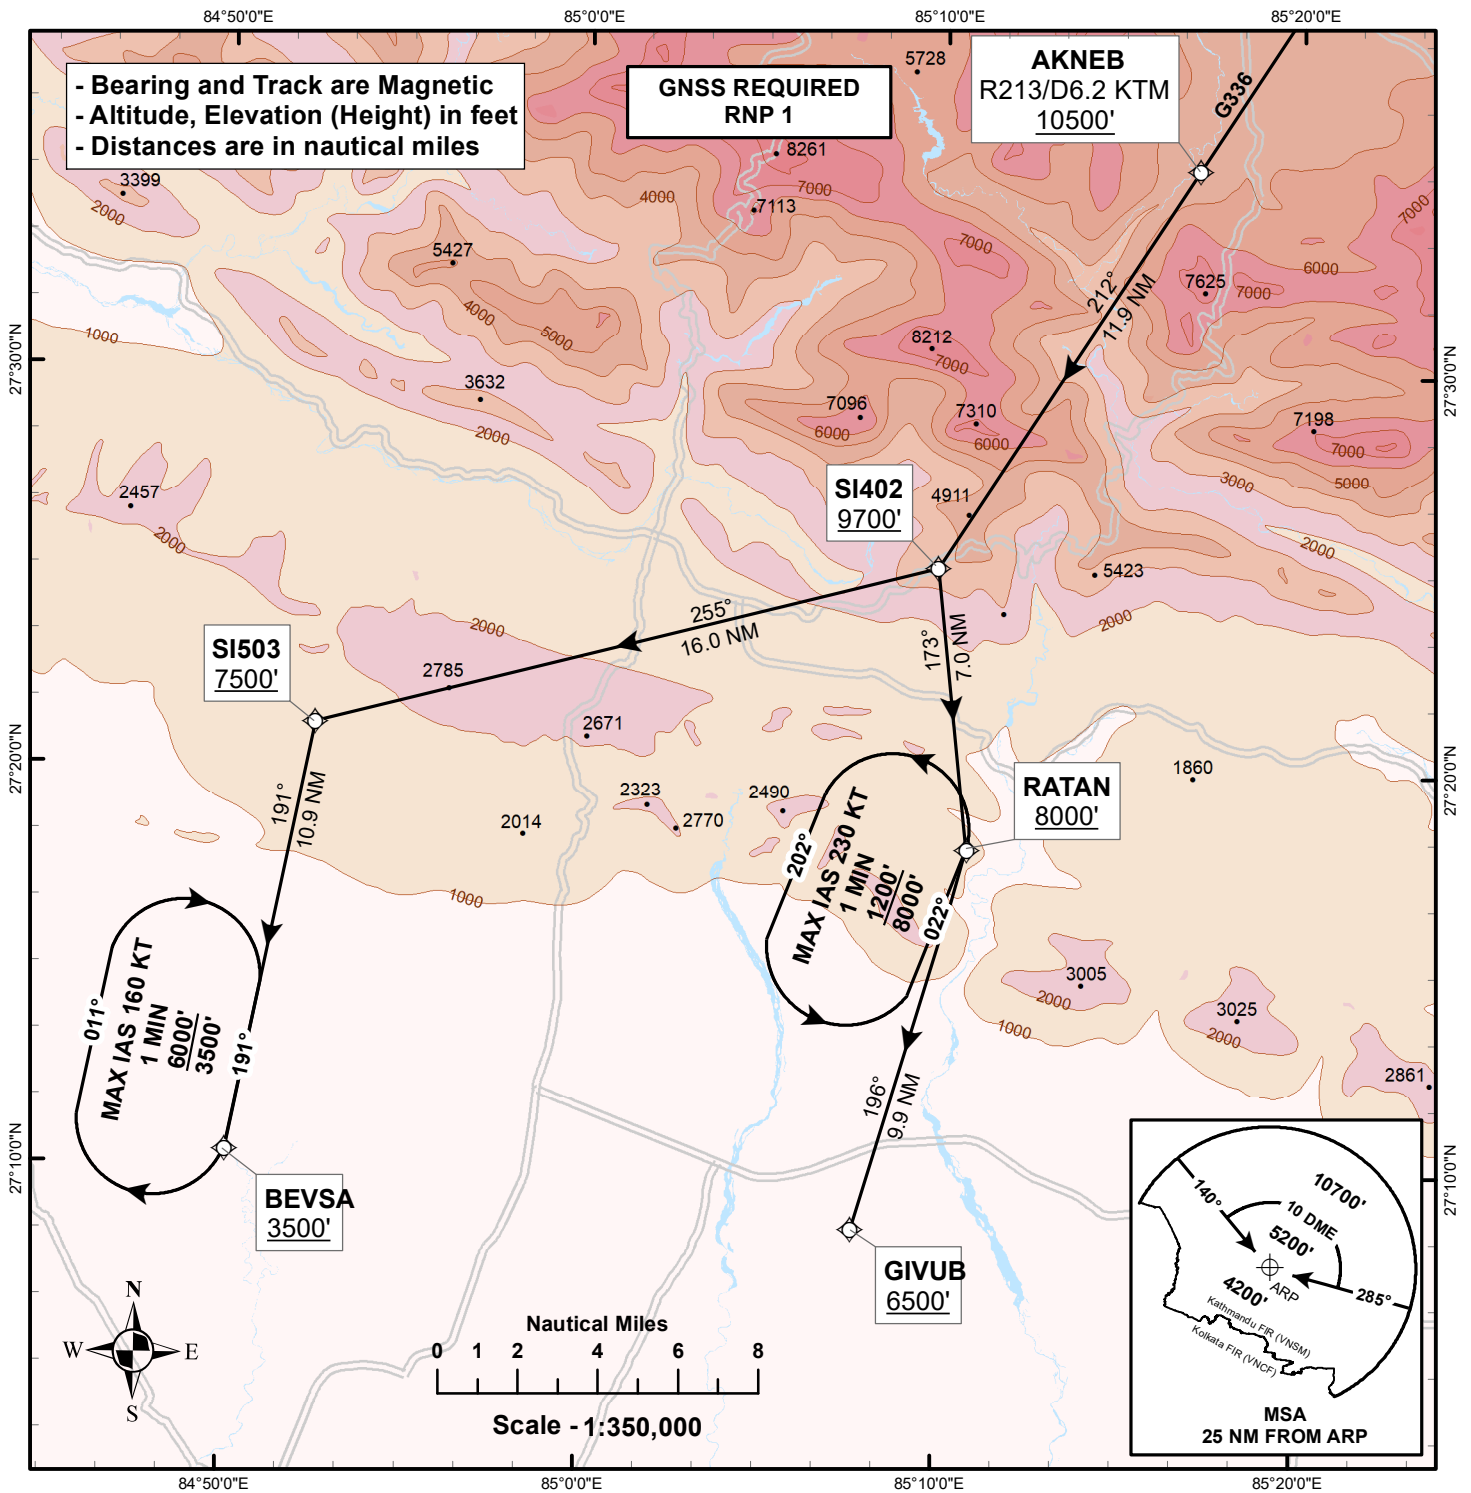 84°50'0"E
85°0'0"E
85°10'0"E
85°20'0"E
- Bearing and Track are Magnetic
- Altitude, Elevation (Height) in feet
- Distances are in nautical miles
GNSS REQUIRED
RNP 1
5728
AKNEB
R213/D6.2 KTM
10500'
G336
8261
7000
7113
4000
3399
2000
5427
4000
5000
1000
7000
7000
6000
7625
7000
212°
11.9 NM
8212
7000
27°30'0"N
27°30'0"N
3632
2000
7096
6000
7310
6000
7198
7000
5000
3000
2000
2457
2000
SI402
9700'
4911
5423
2000
255°
16.0 NM
173°
7.0 NM
2000
SI503
7500'
2785
2671
27°20'0"N
27°20'0"N
191°
10.9 NM
2323
2770
2014
2490
1000
RATAN
8000'
1860
202°
MAX IAS 230 KT
1 MIN
1200'
8000'
022°
011°
MAX IAS 160 KT
1 MIN
6000'
3500'
191°
3005
2000
1000
3025
2000
2861
196°
9.9 NM
27°10'0"N
27°10'0"N
BEVSA
3500'
GIVUB
6500'
140°
10700'
10 DME
5200'
ARP
4200'
285°
Kathmandu FIR (VNSM)
Kolkata FIR (VNCF)
MSA
25 NM FROM ARP
N
W
E
S
Nautical Miles
0 1 2 4 6 8
Scale - 1:350,000
84°50'0"E
85°0'0"E
85°10'0"E
85°20'0"E